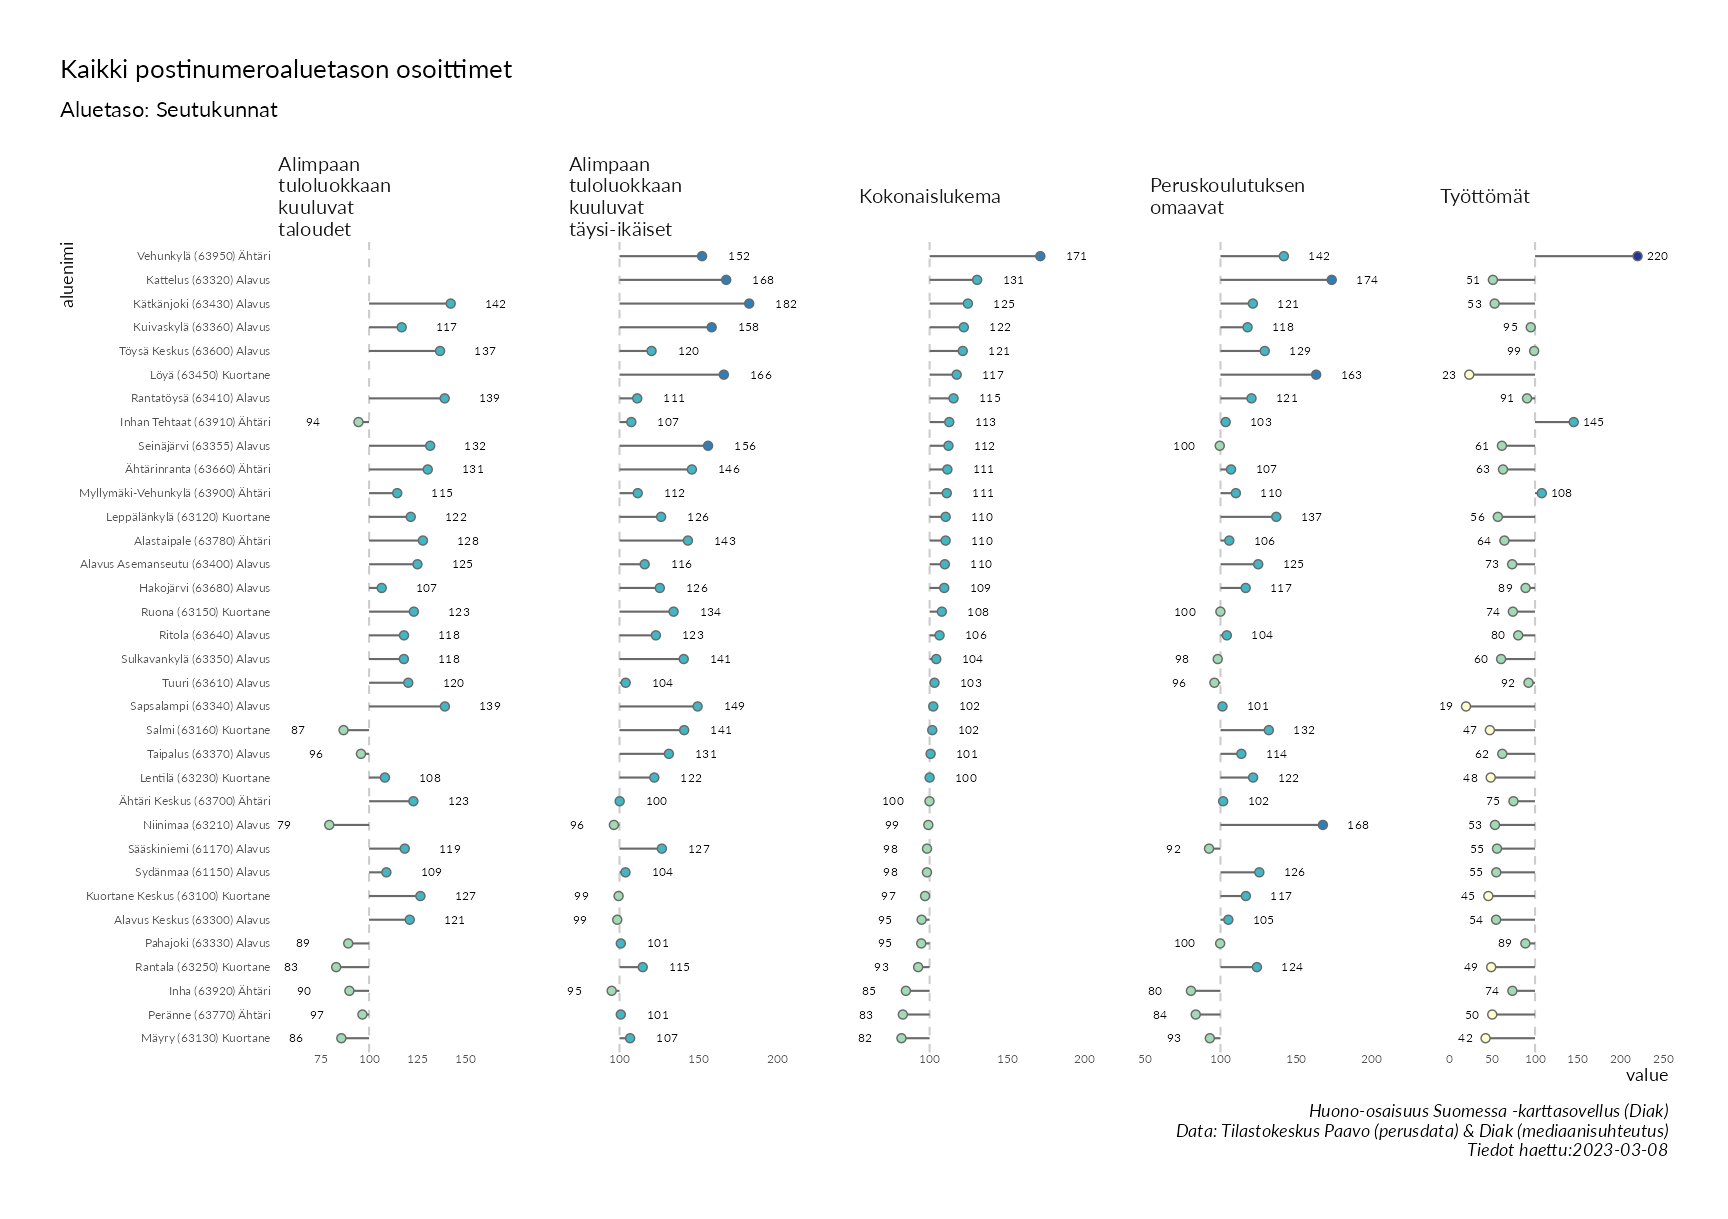 Kaikki postinumeroaluetason osoittimet
Aluetaso: Seutukunnat
Alimpaan
tuloluokkaan
kuuluvat
taloudet
Alimpaan
tuloluokkaan
kuuluvat
täysi-ikäiset
Kokonaislukema
Peruskoulutuksen
omaavat
Työttömät
aluenimi
Vehunkylä (63950) Ähtäri 152 171 142 220
Kattelus (63320) Alavus 168 131 174 51
Kätkänjoki (63430) Alavus 142 182 125 121 53
Kuivaskylä (63360) Alavus 117 158 122 118 95
Töysä Keskus (63600) Alavus 137 120 121 129 99
Löyä (63450) Kuortane 166 117 163 23
Rantatöysä (63410) Alavus 139 111 115 121 91
Inhan Tehtaat (63910) Ähtäri 94 107 113 103 145
Seinäjärvi (63355) Alavus 132 156 112 100 61
Ähtärinranta (63660) Ähtäri 131 146 111 107 63
Myllymäki-Vehunkylä (63900) Ähtäri 115 112 111 110 108
Leppälänkylä (63120) Kuortane 122 126 110 137 56
Alastaipale (63780) Ähtäri 128 143 110 106 64
Alavus Asemanseutu (63400) Alavus 125 116 110 125 73
Hakojärvi (63680) Alavus 107 126 109 117 89
Ruona (63150) Kuortane 123 134 108 100 74
Ritola (63640) Alavus 118 123 106 104 80
Sulkavankylä (63350) Alavus 118 141 104 98 60
Tuuri (63610) Alavus 120 104 103 96 92
Sapsalampi (63340) Alavus 139 149 102 101 19
Salmi (63160) Kuortane 87 141 102 132 47
Taipalus (63370) Alavus 96 131 101 114 62
Lentilä (63230) Kuortane 108 122 100 122 48
Ähtäri Keskus (63700) Ähtäri 123 100 100 102 75
Niinimaa (63210) Alavus 79 96 99 168 53
Sääskiniemi (61170) Alavus 119 127 98 92 55
Sydänmaa (61150) Alavus 109 104 98 126 55
Kuortane Keskus (63100) Kuortane 127 99 97 117 45
Alavus Keskus (63300) Alavus 121 99 95 105 54
Pahajoki (63330) Alavus 89 101 95 100 89
Rantala (63250) Kuortane 83 115 93 124 49
Inha (63920) Ähtäri 90 95 85 80 74
Peränne (63770) Ähtäri 97 101 83 84 50
Mäyry (63130) Kuortane 86 107 82 93 42
75 100 125 150 100 150 200 100 150 200 50 100 150 200 0 50 100 150 200 250
value
Huono-osaisuus Suomessa -karttasovellus (Diak)
Data: Tilastokeskus Paavo (perusdata) & Diak (mediaanisuhteutus)
Tiedot haettu:2023-03-08